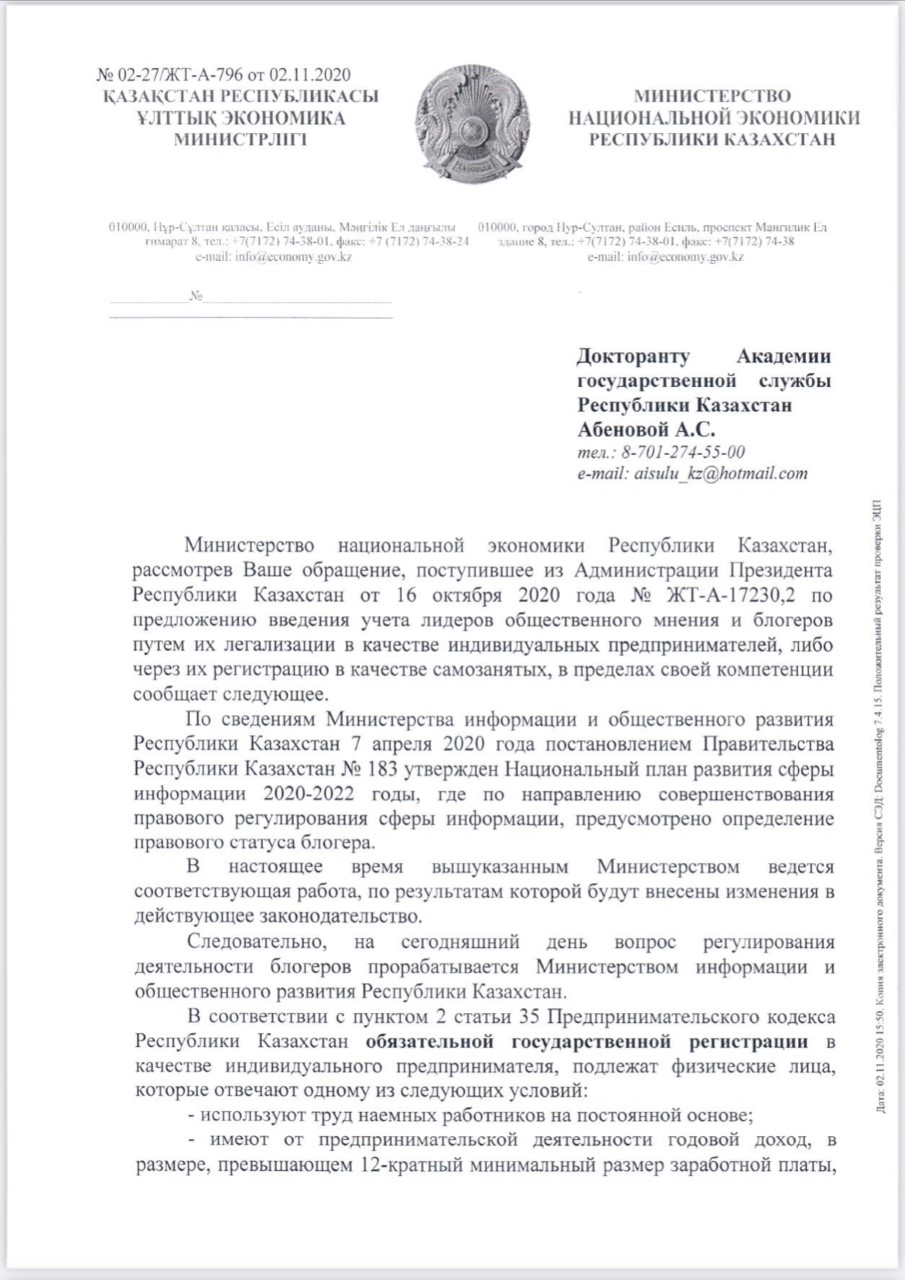 № 02-27/ЖТ-А-796 от 02.11.2020
ҚАЗАҚСТАН РЕСПУБЛИКАСЫ
ҰЛТТЫҚ ЭКОНОМИКА
МИНИСТРЛІГІ
МИНИСТЕРСТВО
НАЦИОНАЛЬНОЙ ЭКОНОМИКИ
РЕСПУБЛИКИ КАЗАХСТАН
010000, Нұр-Сұлтан қаласы, Есіл ауданы, Мәңгілік Ел даңғылы
ғимарат 8, тел.: +7(7172) 74-38-01, факс: +7 (7172) 74-38-24
e-mail: info@economy.gov.kz
010000, город Нур-Султан, район Есиль, проспект Мангилик Ел
здание 8, тел.: +7(7172) 74-38-01, факс: +7(7172) 74-38
e-mail: info@economy.gov.kz
__________№____________________________
Докторанту Академии
государственной службы
Республики Казахстан
Абеновой А.С.
тел.: 8-701-274-55-00
e-mail: aisulu_kz@hotmail.com
Министерство национальной экономики Республики Казахстан,
рассмотрев Ваше обращение, поступившее из Администрации Президента
Республики Казахстан от 16 октября 2020 года № ЖТ-А-17230,2 по
предложению введения учета лидеров общественного мнения и блогеров
путем их легализации в качестве индивидуальных предпринимателей, либо
через их регистрацию в качестве самозанятых, в пределах своей компетенции
сообщает следующее.
По сведениям Министерства информации и общественного развития
Республики Казахстан 7 апреля 2020 года постановлением Правительства
Республики Казахстан № 183 утвержден Национальный план развития сферы
информации 2020-2022 годы, где по направлению совершенствования
правового регулирования сферы информации, предусмотрено определение
правового статуса блогера.
В настоящее время вышуказанным Министерством ведется
соответствующая работа, по результатам которой будут внесены изменения в
действующее законодательство.
Следовательно, на сегодняшний день вопрос регулирования
деятельности блогеров прорабатывается Министерством информации и
общественного развития Республики Казахстан.
В соответствии с пунктом 2 статьи 35 Предпринимательского кодекса
Республики Казахстан обязательной государственной регистрации в
качестве индивидуального предпринимателя, подлежат физические лица,
которые отвечают одному из следующих условий:
- используют труд наемных работников на постоянной основе;
- имеют от предпринимательской деятельности годовой доход, в
размере, превышающем 12-кратный минимальный размер заработной платы,
Дата: 02.11.2020 15:50. Копия электронного документа. Версия СЭД: Documentolog 7.4.15. Положительный результат проверки ЭЦП